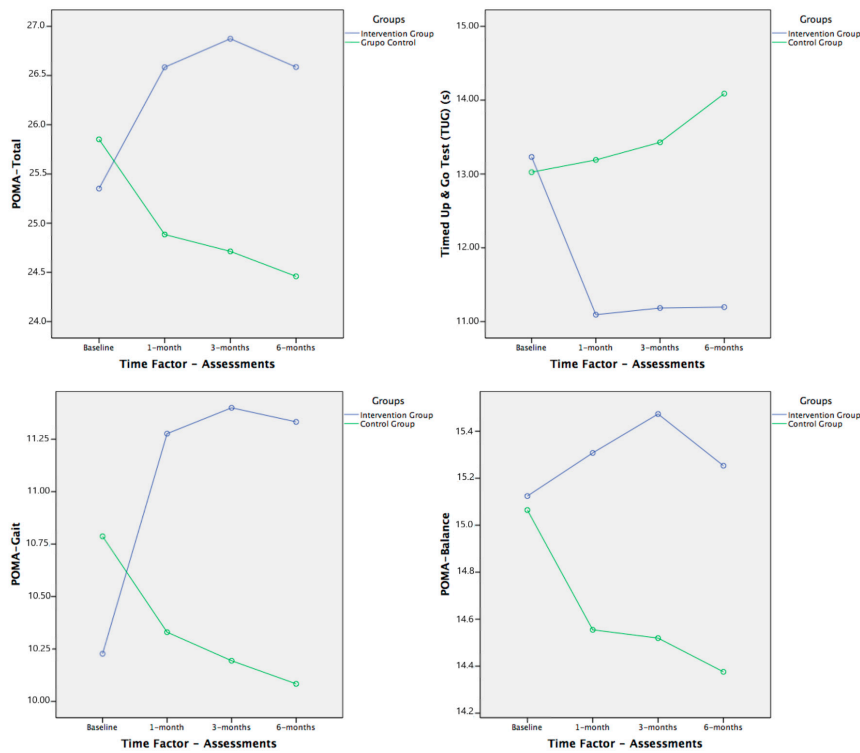 Groups
Intervention Group
Grupo Control
27.0
26.5
26.0
25.5
25.0
24.5
24.0
POMA-Total
Baseline 1-month 3-months 6-months
Time Factor - Assessments
Groups
Intervention Group
Control Group
15.00
14.00
13.00
12.00
11.00
Timed Up & Go Test (TUG) (s)
Baseline 1-month 3-months 6-months
Time Factor - Assessments
Groups
Intervention Group
Control Group
11.25
11.00
10.75
10.50
10.25
10.00
POMA-Gait
Baseline 1-month 3-months 6-months
Time Factor - Assessments
Groups
Intervention Group
Control Group
15.4
15.2
15.0
14.8
14.6
14.4
14.2
POMA-Balance
Baseline 1-month 3-months 6-months
Time Factor - Assessments